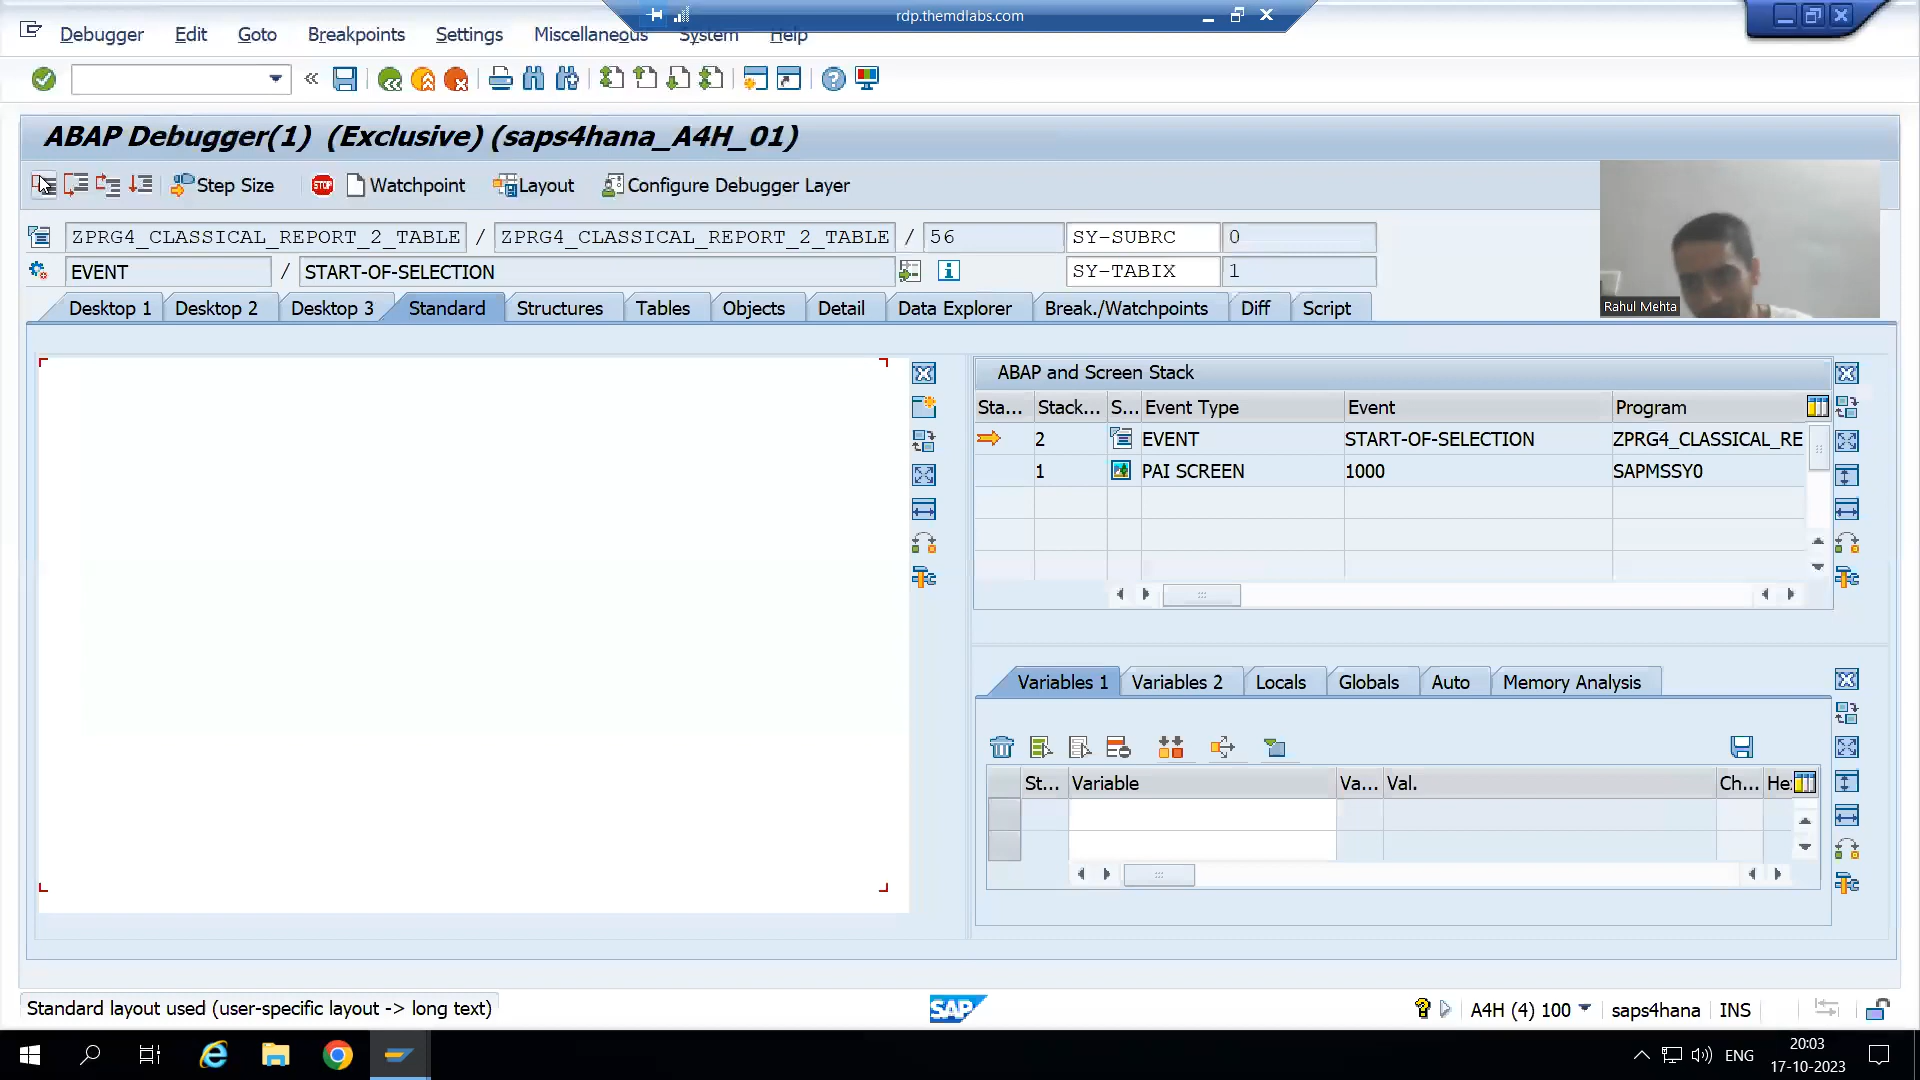 rdp.themdlabs.com
Debugger Edit Goto Breakpoints Settings Miscellaneous System Help
ABAP Debugger(1) (Exclusive) (saps4hana_A4H_01)
Step Size STOP Watchpoint Layout Configure Debugger Layer
ZPRG4_CLASSICAL_REPORT_2_TABLE / ZPRG4_CLASSICAL_REPORT_2_TABLE / 56 SY-SUBRC 0
EVENT / START-OF-SELECTION SY-TABIX 1
Rahul Mehta
Desktop 1 Desktop 2 Desktop 3 Standard Structures Tables Objects Detail Data Explorer Break./Watchpoints Diff Script
ABAP and Screen Stack
Sta... Stack... S... Event Type Event Program
2 EVENT START-OF-SELECTION ZPRG4_CLASSICAL_RE
1 PAI SCREEN 1000 SAPMSSY0
Variables 1 Variables 2 Locals Globals Auto Memory Analysis
St... Variable Va... Val. Ch... He
Standard layout used (user-specific layout -> long text)
SAP
A4H (4) 100 saps4hana INS
ENG
20:03
17-10-2023